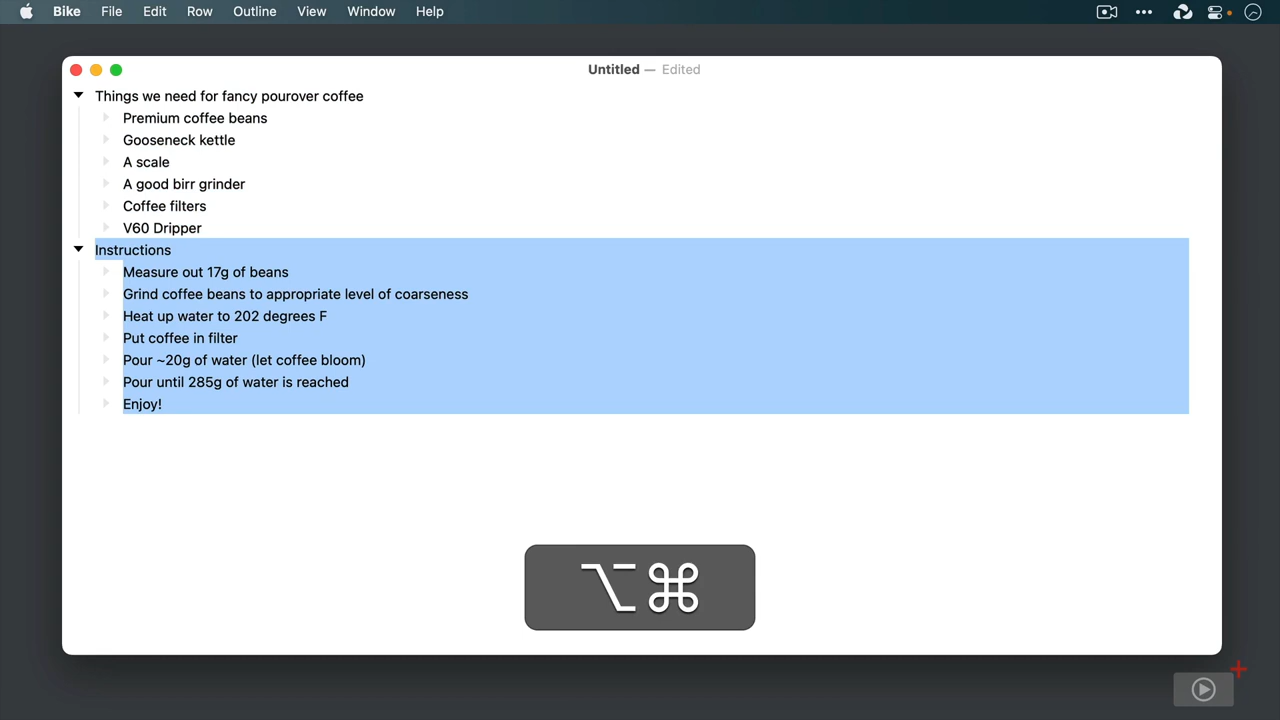 Bike File Edit Row Outline View Window Help
Untitled — Edited
Things we need for fancy pourover coffee
Premium coffee beans
Gooseneck kettle
A scale
A good birr grinder
Coffee filters
V60 Dripper
Instructions
Measure out 17g of beans
Grind coffee beans to appropriate level of coarseness
Heat up water to 202 degrees F
Put coffee in filter
Pour ~20g of water (let coffee bloom)
Pour until 285g of water is reached
Enjoy!
⌥⌘